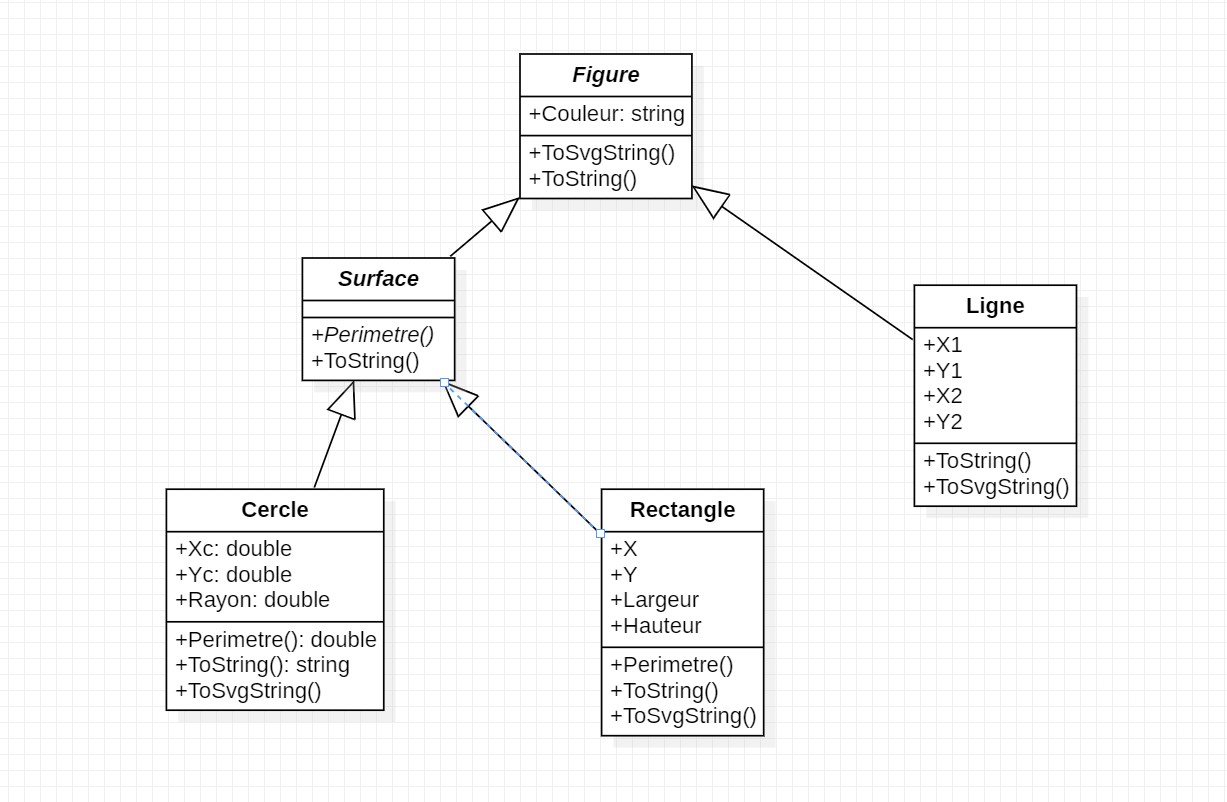 Figure
+Couleur: string
+ToSvgString()
+ToString()
Surface
+Perimetre()
+ToString()
Ligne
+X1
+Y1
+X2
+Y2
+ToString()
+ToSvgString()
Cercle
+Xc: double
+Yc: double
+Rayon: double
+Perimetre(): double
+ToString(): string
+ToSvgString()
Rectangle
+X
+Y
+Largeur
+Hauteur
+Perimetre()
+ToString()
+ToSvgString()